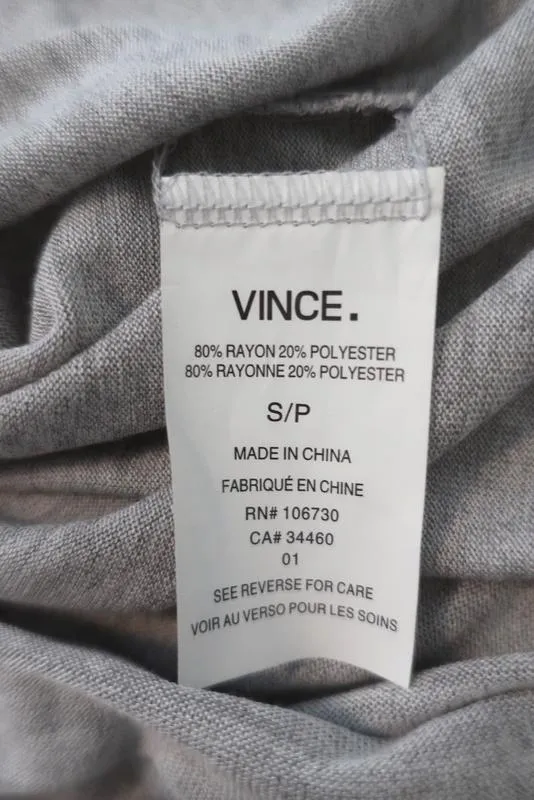 VINCE.
80% RAYON 20% POLYESTER
80% RAYONNE 20% POLYESTER
S/P
MADE IN CHINA
FABRIQUÉ EN CHINE
RN# 106730
CA# 34460
01
SEE REVERSE FOR CARE
VOIR AU VERSO POUR LES SOINS